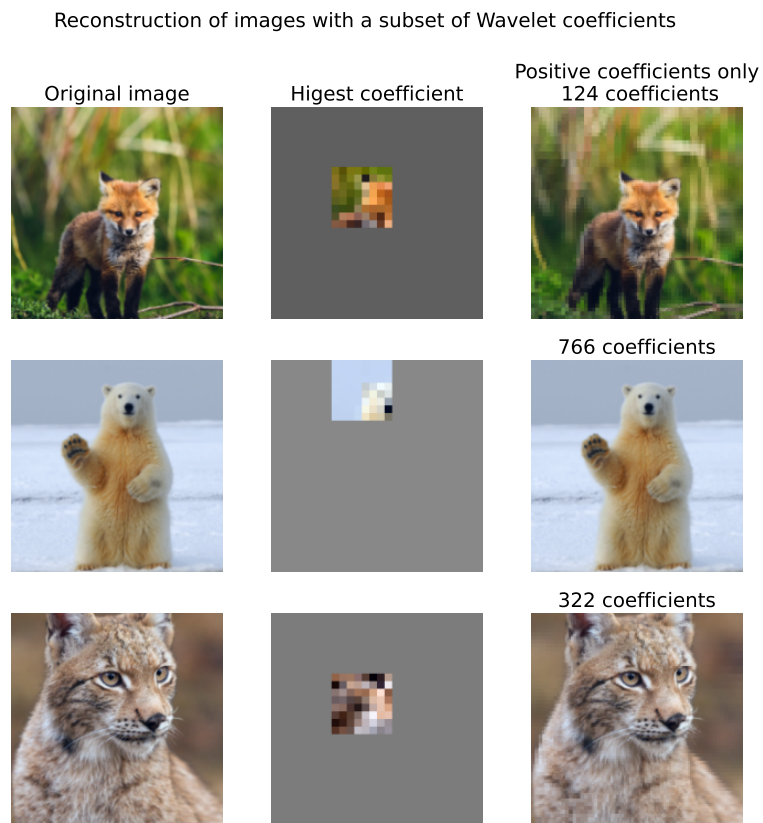 Reconstruction of images with a subset of Wavelet coefficients
Original image
Higest coefficient
Positive coefficients only
124 coefficients
766 coefficients
322 coefficients